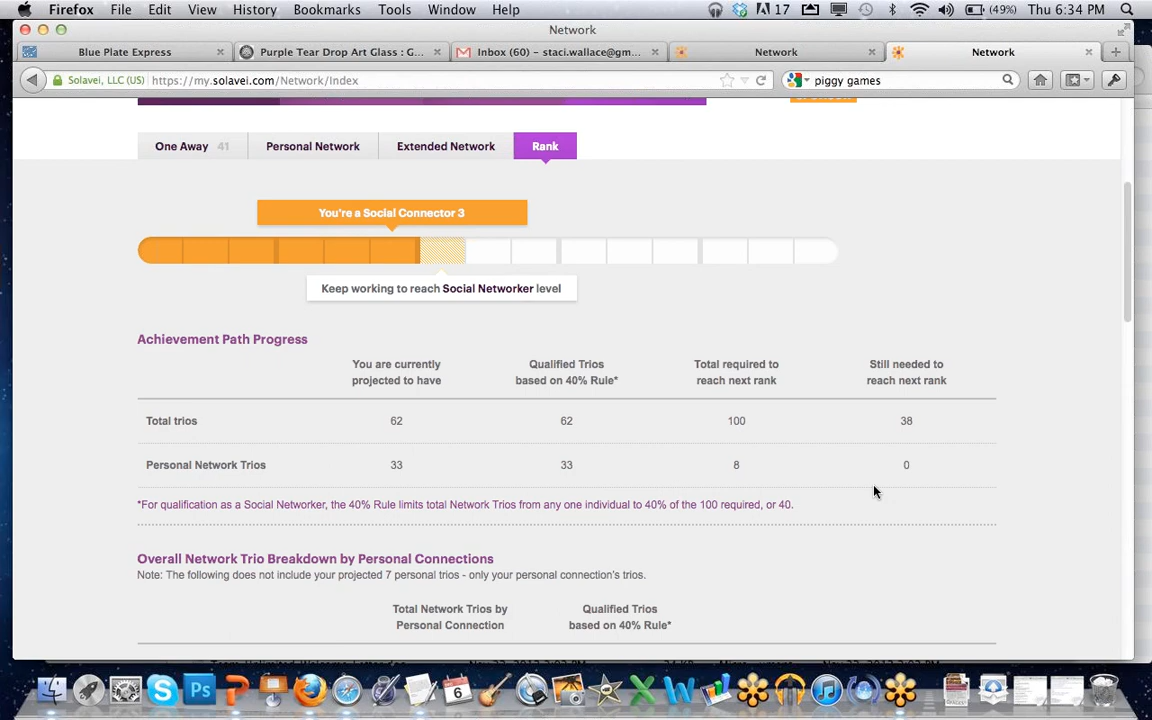 Firefox File Edit View History Bookmarks Tools Window Help 17 (49%) Thu 6:34 PM
Network
Blue Plate Express Purple Tear Drop Art Glass : G... Inbox (60) – staci.wallace@gm... Network Network
Solavei, LLC (US) https://my.solavei.com/Network/Index piggy games
One Away 41 Personal Network Extended Network Rank
You're a Social Connector 3
Keep working to reach Social Networker level
Achievement Path Progress
You are currently projected to have Qualified Trios based on 40% Rule* Total required to reach next rank Still needed to reach next rank
Total trios 62 62 100 38
Personal Network Trios 33 33 8 0
*For qualification as a Social Networker, the 40% Rule limits total Network Trios from any one individual to 40% of the 100 required, or 40.
Overall Network Trio Breakdown by Personal Connections
Note: The following does not include your projected 7 personal trios - only your personal connection's trios.
Total Network Trios by Personal Connection Qualified Trios based on 40% Rule*
6